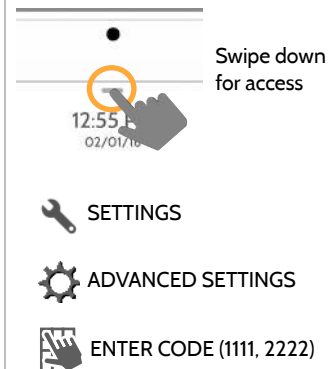 Swipe down
for access
12:55
02/01/16
SETTINGS
ADVANCED SETTINGS
ENTER CODE (1111, 2222)